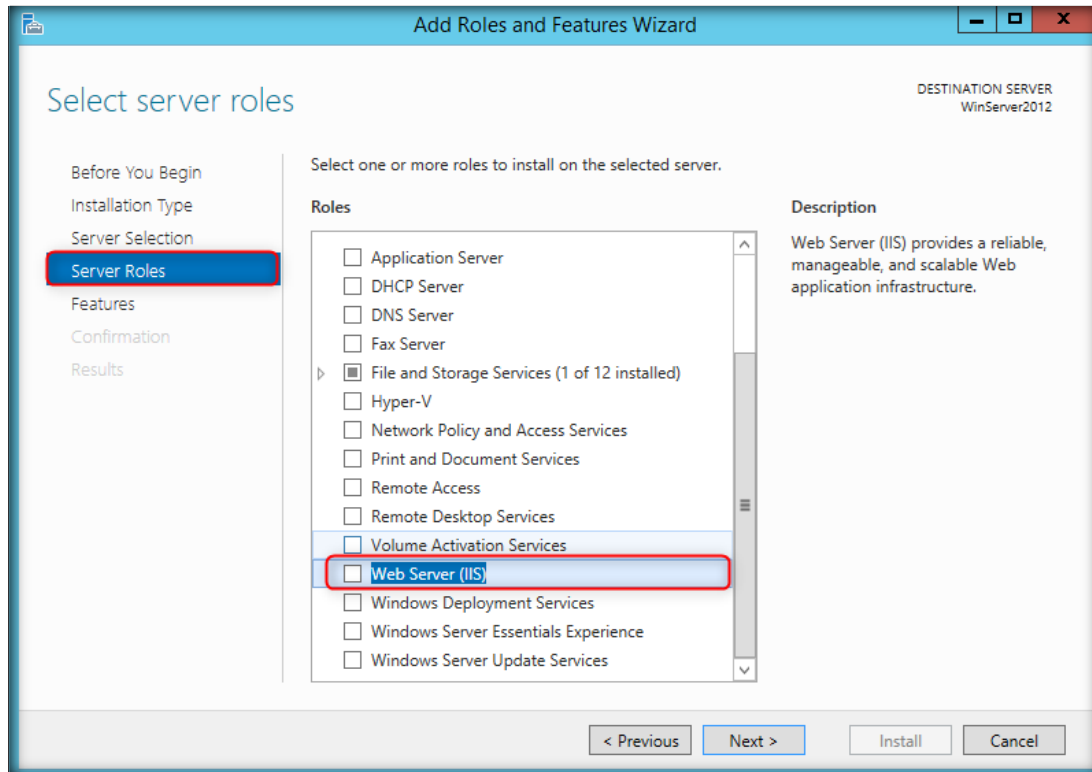 Add Roles and Features Wizard
Select server roles
DESTINATION SERVER
WinServer2012
Before You Begin
Installation Type
Server Selection
Server Roles
Features
Confirmation
Results
Select one or more roles to install on the selected server.
Roles
Application Server
DHCP Server
DNS Server
Fax Server
File and Storage Services (1 of 12 installed)
Hyper-V
Network Policy and Access Services
Print and Document Services
Remote Access
Remote Desktop Services
Volume Activation Services
Web Server (IIS)
Windows Deployment Services
Windows Server Essentials Experience
Windows Server Update Services
Description
Web Server (IIS) provides a reliable,
manageable, and scalable Web
application infrastructure.
< Previous
Next >
Install
Cancel